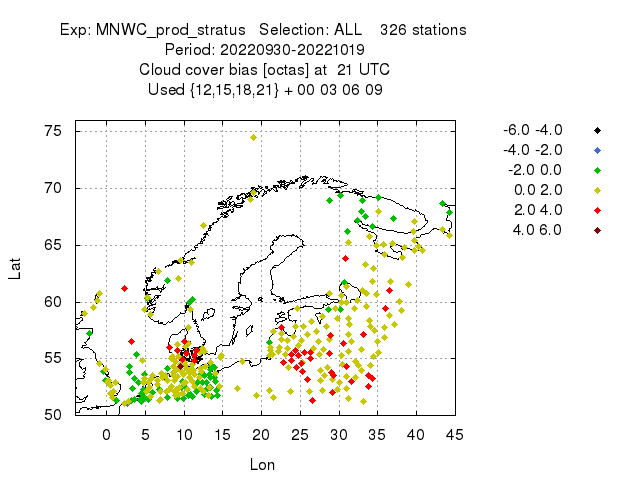 Exp: MNWC_prod_stratus Selection: ALL 326 stations
Period: 20220930-20221019
Cloud cover bias [octas] at 21 UTC
Used {12,15,18,21} + 00 03 06 09
75
70
65
60
55
50
Lat
0 5 10 15 20 25 30 35 40 45
Lon
-6.0 -4.0
-4.0 -2.0
-2.0 0.0
0.0 2.0
2.0 4.0
4.0 6.0